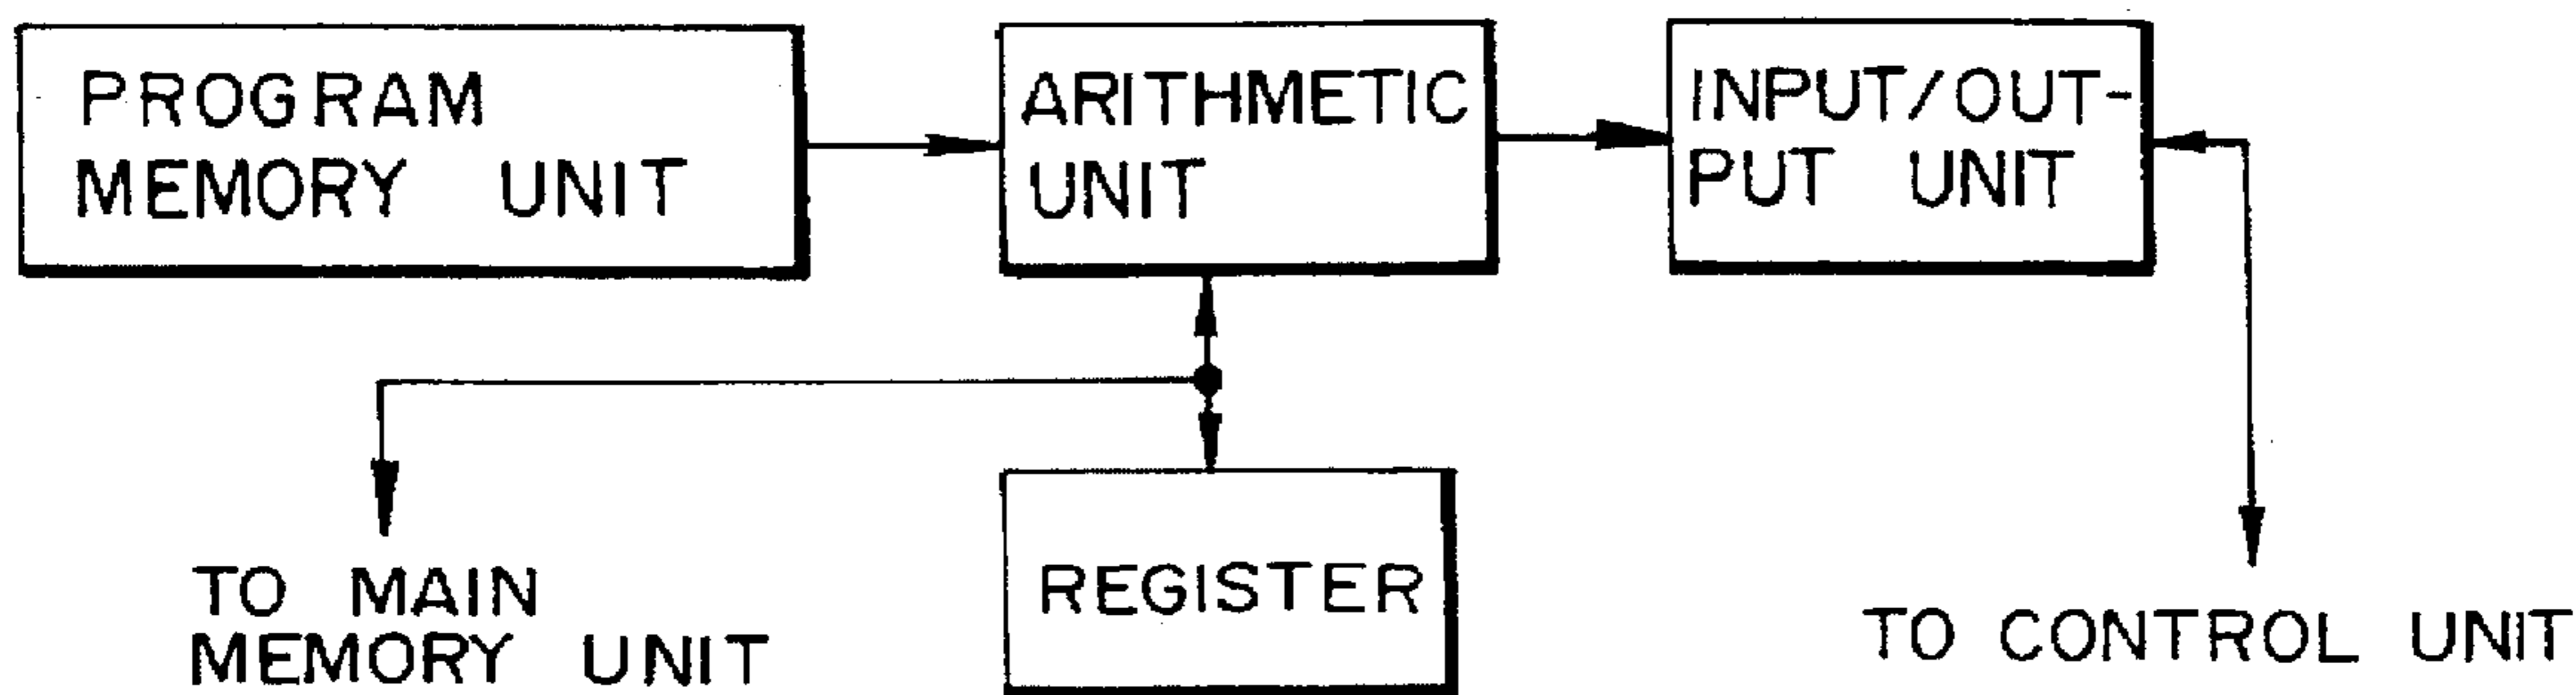 PROGRAM
MEMORY UNIT
ARITHMETIC
UNIT
INPUT/OUT-
PUT UNIT
TO MAIN
MEMORY UNIT
REGISTER
TO CONTROL UNIT